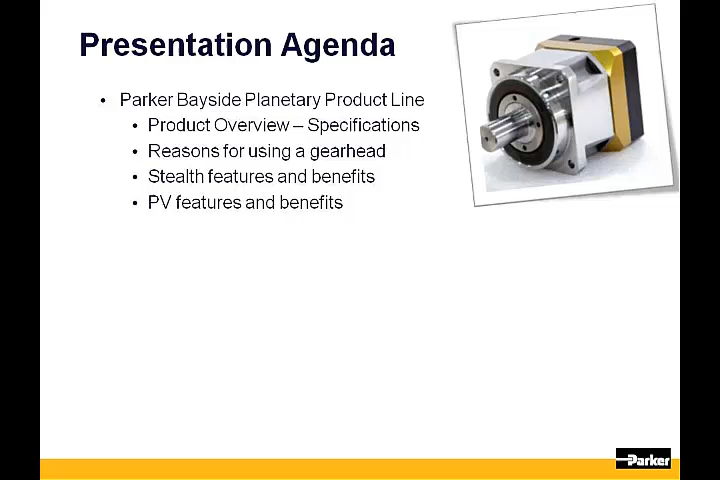 Presentation Agenda
• Parker Bayside Planetary Product Line
• Product Overview – Specifications
• Reasons for using a gearhead
• Stealth features and benefits
• PV features and benefits
Parker